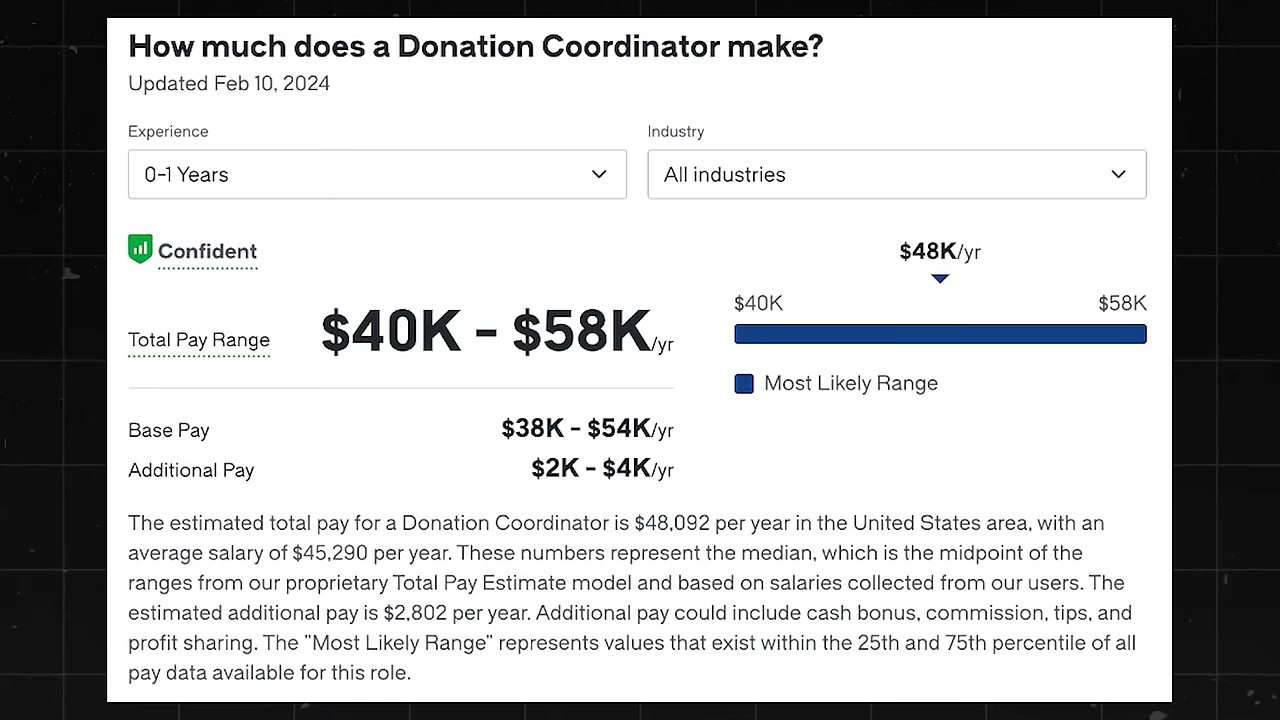 How much does a Donation Coordinator make?
Updated Feb 10, 2024
Experience
Industry
0-1 Years
All industries
Confident
$48K/yr
$40K
$58K
Total Pay Range
$40K - $58K/yr
Most Likely Range
Base Pay
$38K - $54K/yr
Additional Pay
$2K - $4K/yr
The estimated total pay for a Donation Coordinator is $48,092 per year in the United States area, with an
average salary of $45,290 per year. These numbers represent the median, which is the midpoint of the
ranges from our proprietary Total Pay Estimate model and based on salaries collected from our users. The
estimated additional pay is $2,802 per year. Additional pay could include cash bonus, commission, tips, and
profit sharing. The "Most Likely Range" represents values that exist within the 25th and 75th percentile of all
pay data available for this role.